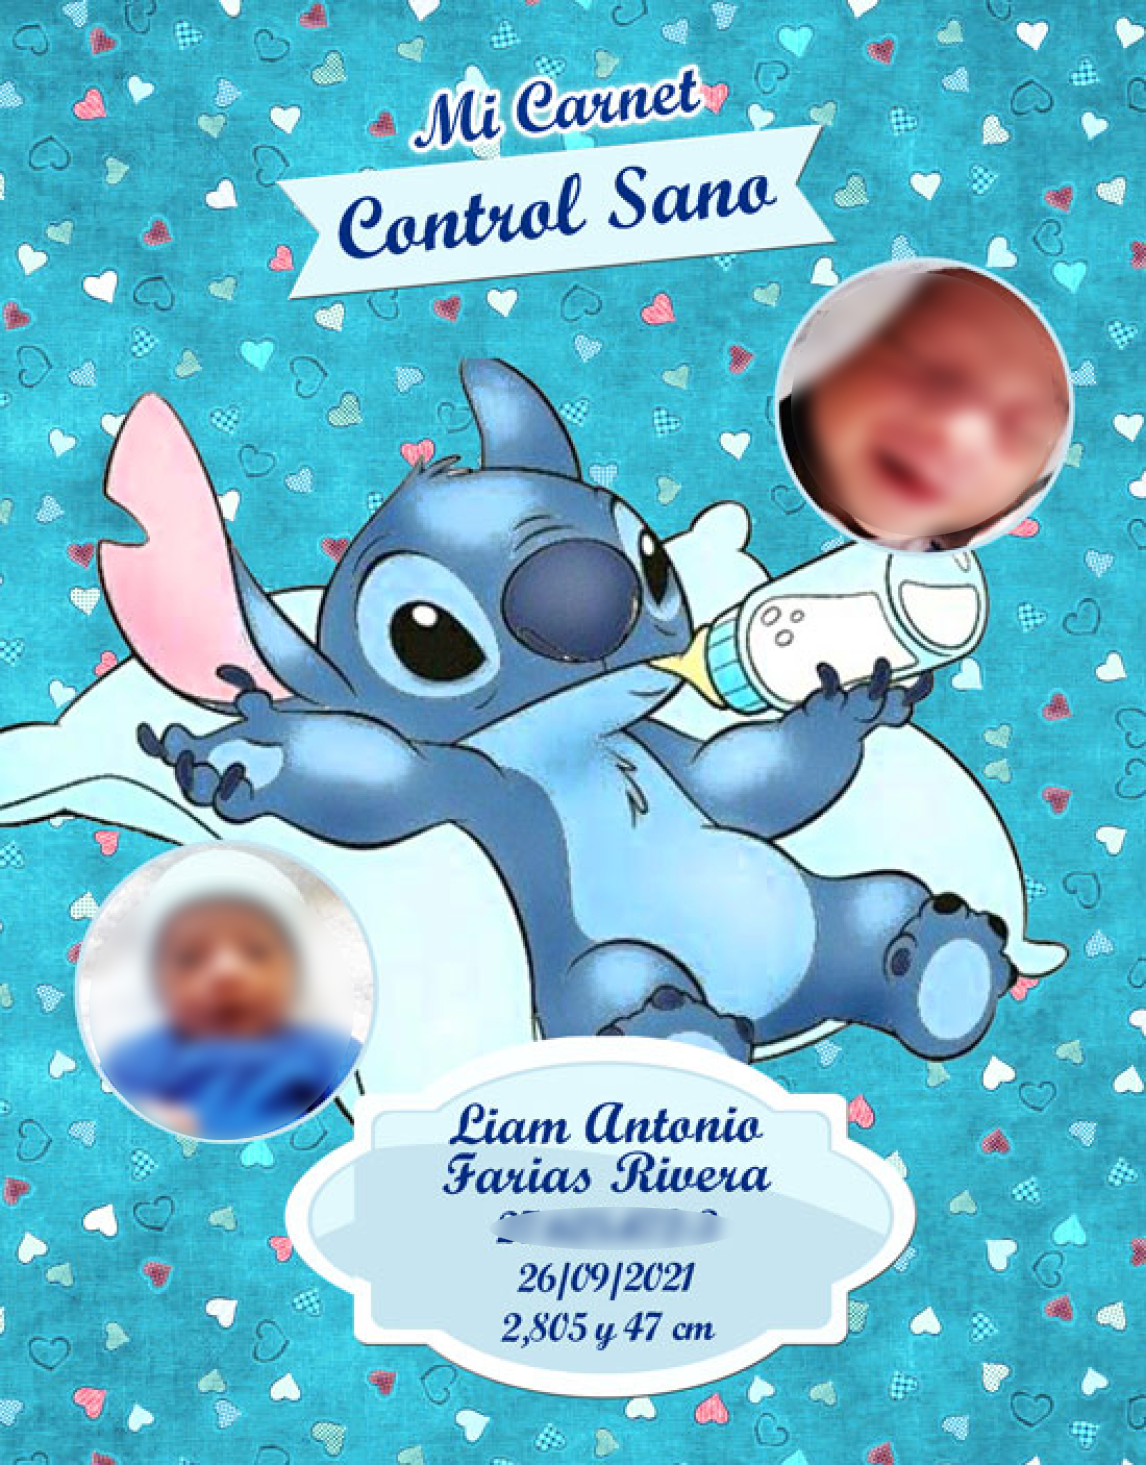 Mi Carnet
Control Sano
Liam Antonio
Farias Rivera
26/09/2021
2,805 y 47 cm